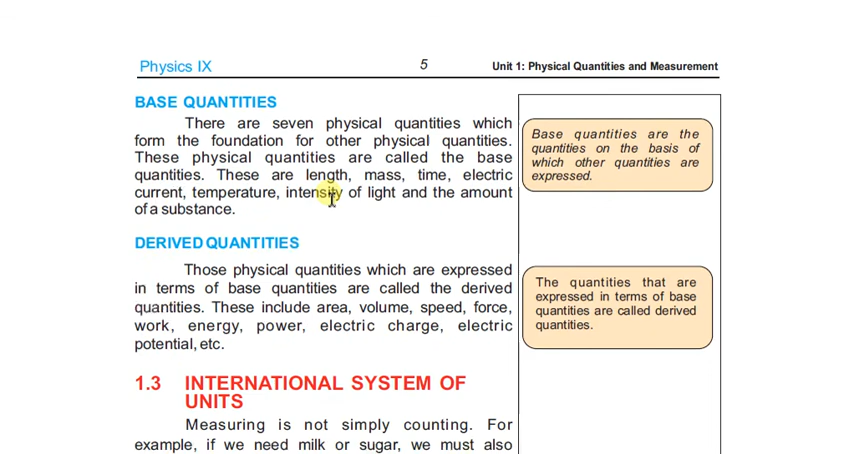 Physics IX 5 Unit 1: Physical Quantities and Measurement
BASE QUANTITIES
There are seven physical quantities which
form the foundation for other physical quantities.
These physical quantities are called the base
quantities. These are length, mass, time, electric
current, temperature, intensity of light and the amount
of a substance.
Base quantities are the
quantities on the basis of
which other quantities are
expressed.
DERIVED QUANTITIES
Those physical quantities which are expressed
in terms of base quantities are called the derived
quantities. These include area, volume, speed, force,
work, energy, power, electric charge, electric
potential, etc.
The quantities that are
expressed in terms of base
quantities are called derived
quantities.
1.3 INTERNATIONAL SYSTEM OF
UNITS
Measuring is not simply counting. For
example, if we need milk or sugar, we must also